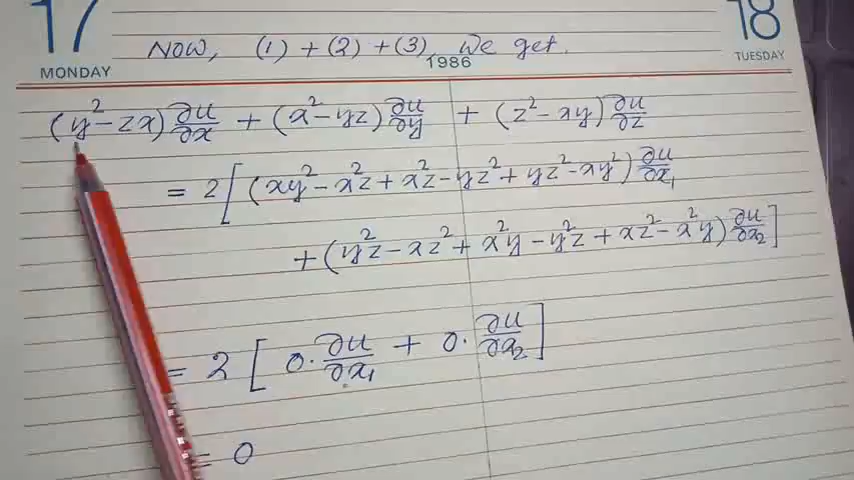 17 18
MONDAY 1986 TUESDAY
Now, (1) + (2) + (3), we get.
(y² - zx) ∂u/∂x + (x² - yz) ∂u/∂y + (z² - xy) ∂u/∂z
= 2 [ (xy² - x²z + x²z - yz² + yz² - xy²) ∂u/∂x₁
+ (y²z - xz² + x²y - y²z + xz² - x²y) ∂u/∂x₂ ]
= 2 [ 0. ∂u/∂x₁ + 0. ∂u/∂x₂ ]
= 0